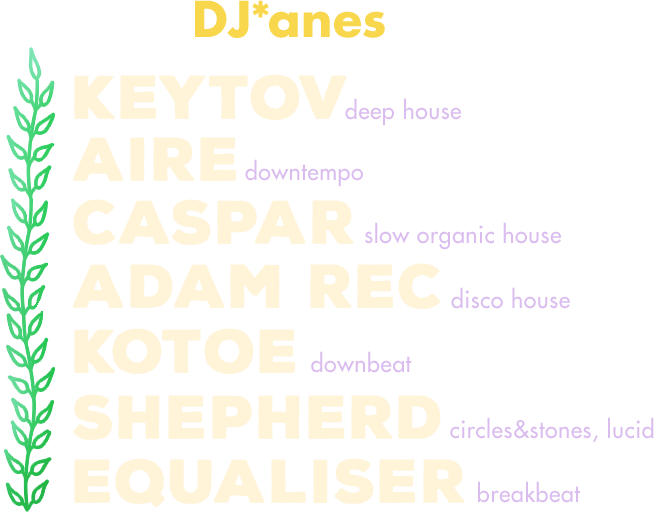 DJ*anes
KEYTOV deep house
AIRE downtempo
CASPAR slow organic house
ADAM REC disco house
KOTOE downbeat
SHEPHERD circles&stones, lucid
EQUALISER breakbeat